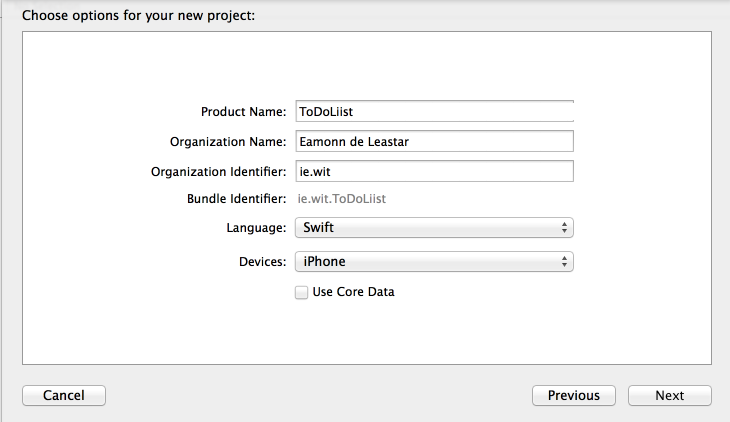 Choose options for your new project:
Product Name: ToDoLiist
Organization Name: Eamonn de Leastar
Organization Identifier: ie.wit
Bundle Identifier: ie.wit.ToDoLiist
Language: Swift
Devices: iPhone
Use Core Data
Cancel Previous Next